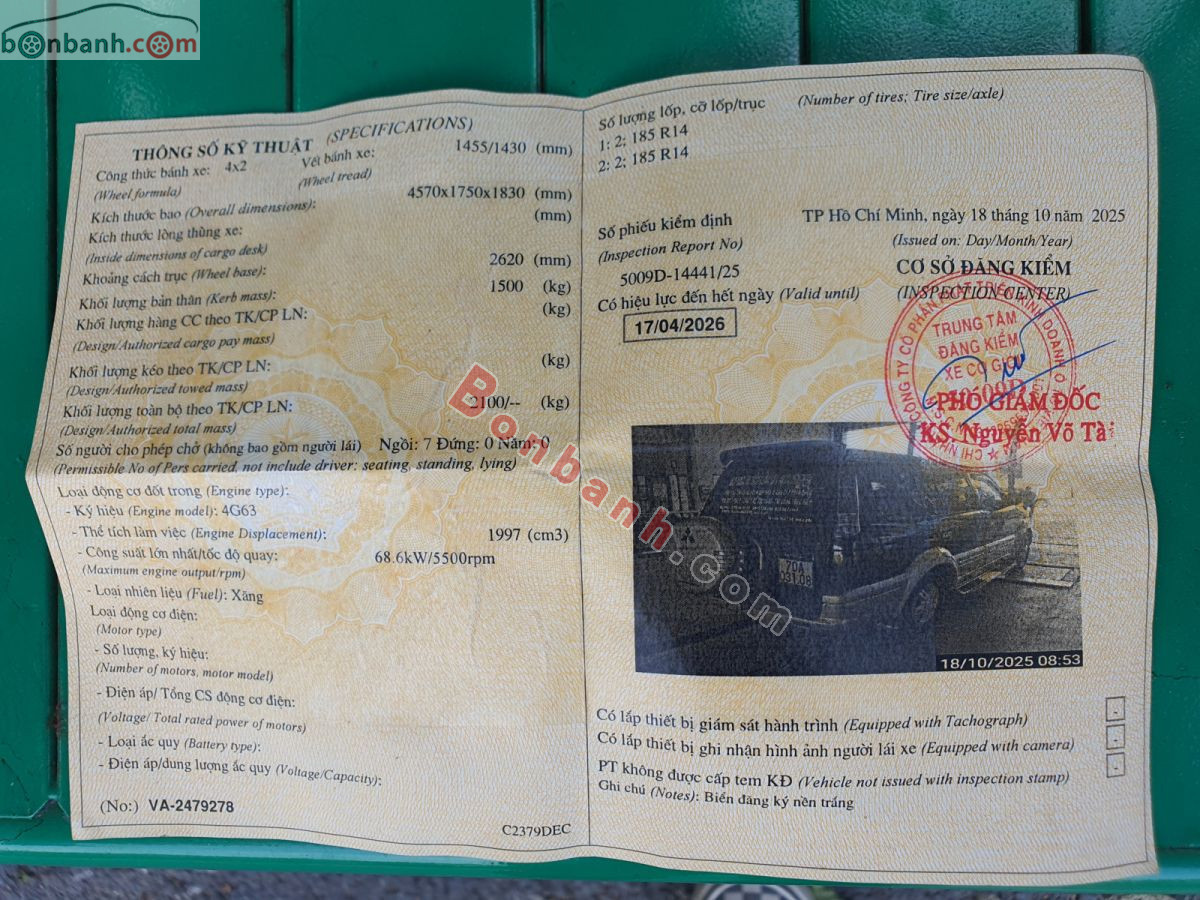 bonbanh.com
THÔNG SỐ KỸ THUẬT (SPECIFICATIONS)
Công thức bánh xe: 4x2 Vết bánh xe: 1455/1430 (mm)
(Wheel formula) (Wheel tread)
Kích thước bao (Overall dimensions): 4570x1750x1830 (mm)
Kích thước lòng thùng xe: (mm)
(Inside dimensions of cargo desk)
Khoảng cách trục (Wheel base): 2620 (mm)
Khối lượng bản thân (Kerb mass): 1500 (kg)
Khối lượng hàng CC theo TK/CP LN: (kg)
(Design/Authorized cargo pay mass)
Khối lượng kéo theo TK/CP LN: (kg)
(Design/Authorized towed mass)
Khối lượng toàn bộ theo TK/CP LN: 2100/-- (kg)
(Design/Authorized total mass)
Số người cho phép chở (không bao gồm người lái) Ngồi: 7 Đứng: 0 Nằm: 0
(Permissible No of Pers carried, not include driver: seating, standing, lying)
Loại động cơ đốt trong (Engine type):
- Ký hiệu (Engine model): 4G63
- Thể tích làm việc (Engine Displacement): 1997 (cm3)
- Công suất lớn nhất/tốc độ quay: 68.6kW/5500rpm
(Maximum engine output/rpm)
- Loại nhiên liệu (Fuel): Xăng
Loại động cơ điện:
(Motor type)
- Số lượng, ký hiệu:
(Number of motors, motor model)
- Điện áp/ Tổng CS động cơ điện:
(Voltage/ Total rated power of motors)
- Loại ắc quy (Battery type):
- Điện áp/dung lượng ắc quy (Voltage/Capacity):
(No:) VA-2479278
C2379DEC
Số lượng lốp, cỡ lốp/trục (Number of tires; Tire size/axle)
1: 2; 185 R14
2: 2; 185 R14
Số phiếu kiểm định
(Inspection Report No)
5009D-14441/25
Có hiệu lực đến hết ngày (Valid until)
17/04/2026
TP Hồ Chí Minh, ngày 18 tháng 10 năm 2025
(Issued on: Day/Month/Year)
CƠ SỞ ĐĂNG KIỂM
(INSPECTION CENTER)
TRUNG TÂM
ĐĂNG KIỂM
XE CƠ GIỚI
PHÓ GIÁM ĐỐC
KS. Nguyễn Võ Tài
70A
031.08
18/10/2025 08:53
Bonbanh.com
Có lắp thiết bị giám sát hành trình (Equipped with Tachograph) -
Có lắp thiết bị ghi nhận hình ảnh người lái xe (Equipped with camera) -
PT không được cấp tem KĐ (Vehicle not issued with inspection stamp) -
Ghi chú (Notes): Biển đăng ký nền trắng